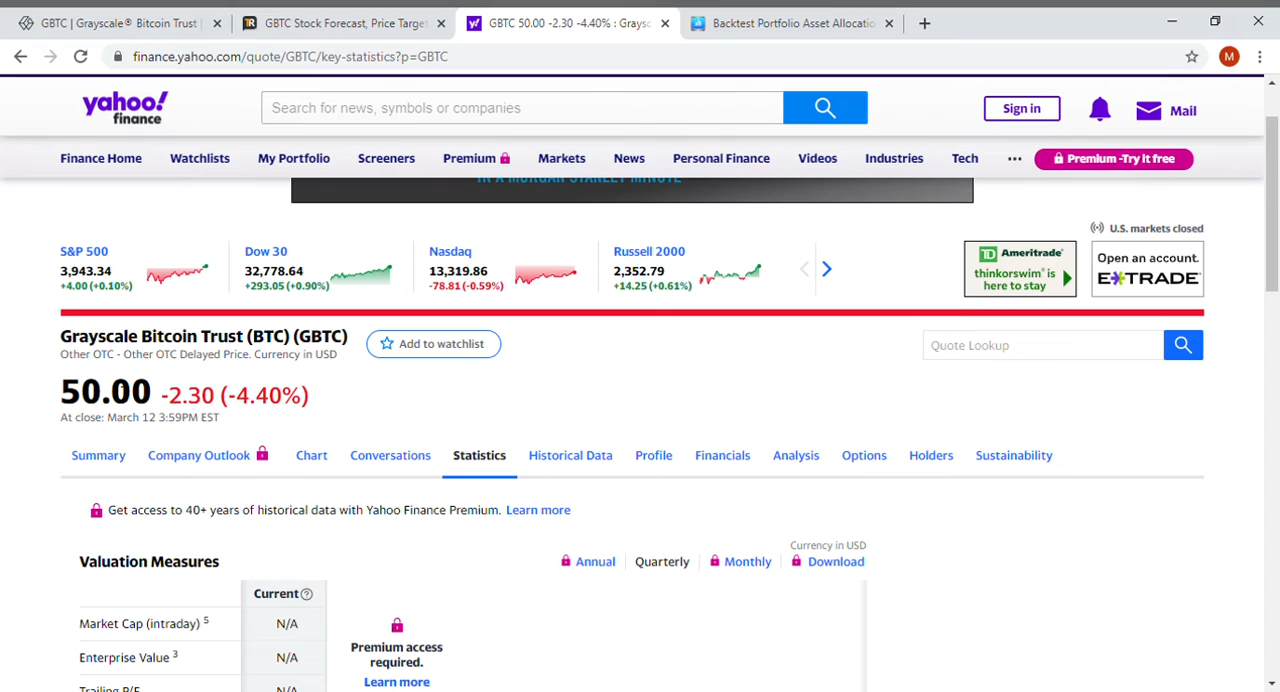 GBTC | Grayscale® Bitcoin Trust
GBTC Stock Forecast, Price Target
GBTC 50.00 -2.30 -4.40% : Graysc
Backtest Portfolio Asset Allocatio
finance.yahoo.com/quote/GBTC/key-statistics?p=GBTC
M
yahoo!
finance
Search for news, symbols or companies
Sign in
Mail
Finance Home
Watchlists
My Portfolio
Screeners
Premium
Markets
News
Personal Finance
Videos
Industries
Tech
Premium -Try it free
IN A MORGAN STANLEY MINUTE
U.S. markets closed
S&P 500
3,943.34
+4.00 (+0.10%)
Dow 30
32,778.64
+293.05 (+0.90%)
Nasdaq
13,319.86
-78.81 (-0.59%)
Russell 2000
2,352.79
+14.25 (+0.61%)
TD Ameritrade
thinkorswim® is
here to stay
Open an account.
E*TRADE
Grayscale Bitcoin Trust (BTC) (GBTC)
Add to watchlist
Other OTC - Other OTC Delayed Price. Currency in USD
Quote Lookup
50.00 -2.30 (-4.40%)
At close: March 12 3:59PM EST
Summary
Company Outlook
Chart
Conversations
Statistics
Historical Data
Profile
Financials
Analysis
Options
Holders
Sustainability
Get access to 40+ years of historical data with Yahoo Finance Premium. Learn more
Currency in USD
Valuation Measures
Annual
Quarterly
Monthly
Download
Current ?
Market Cap (intraday) 5
N/A
Enterprise Value 3
N/A
Trailing P/E
N/A
Premium access
required.
Learn more